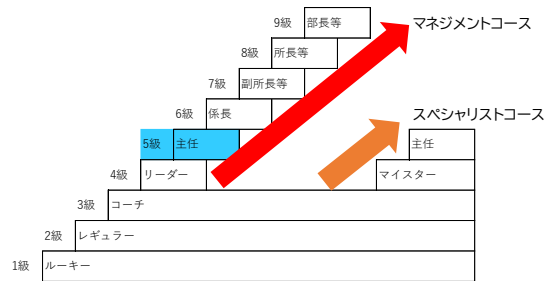 9級 部長等
マネジメントコース
8級 所長等
7級 副所長等
6級 係長
スペシャリストコース
5級 主任
主任
4級 リーダー
マイスター
3級 コーチ
2級 レギュラー
1級 ルーキー